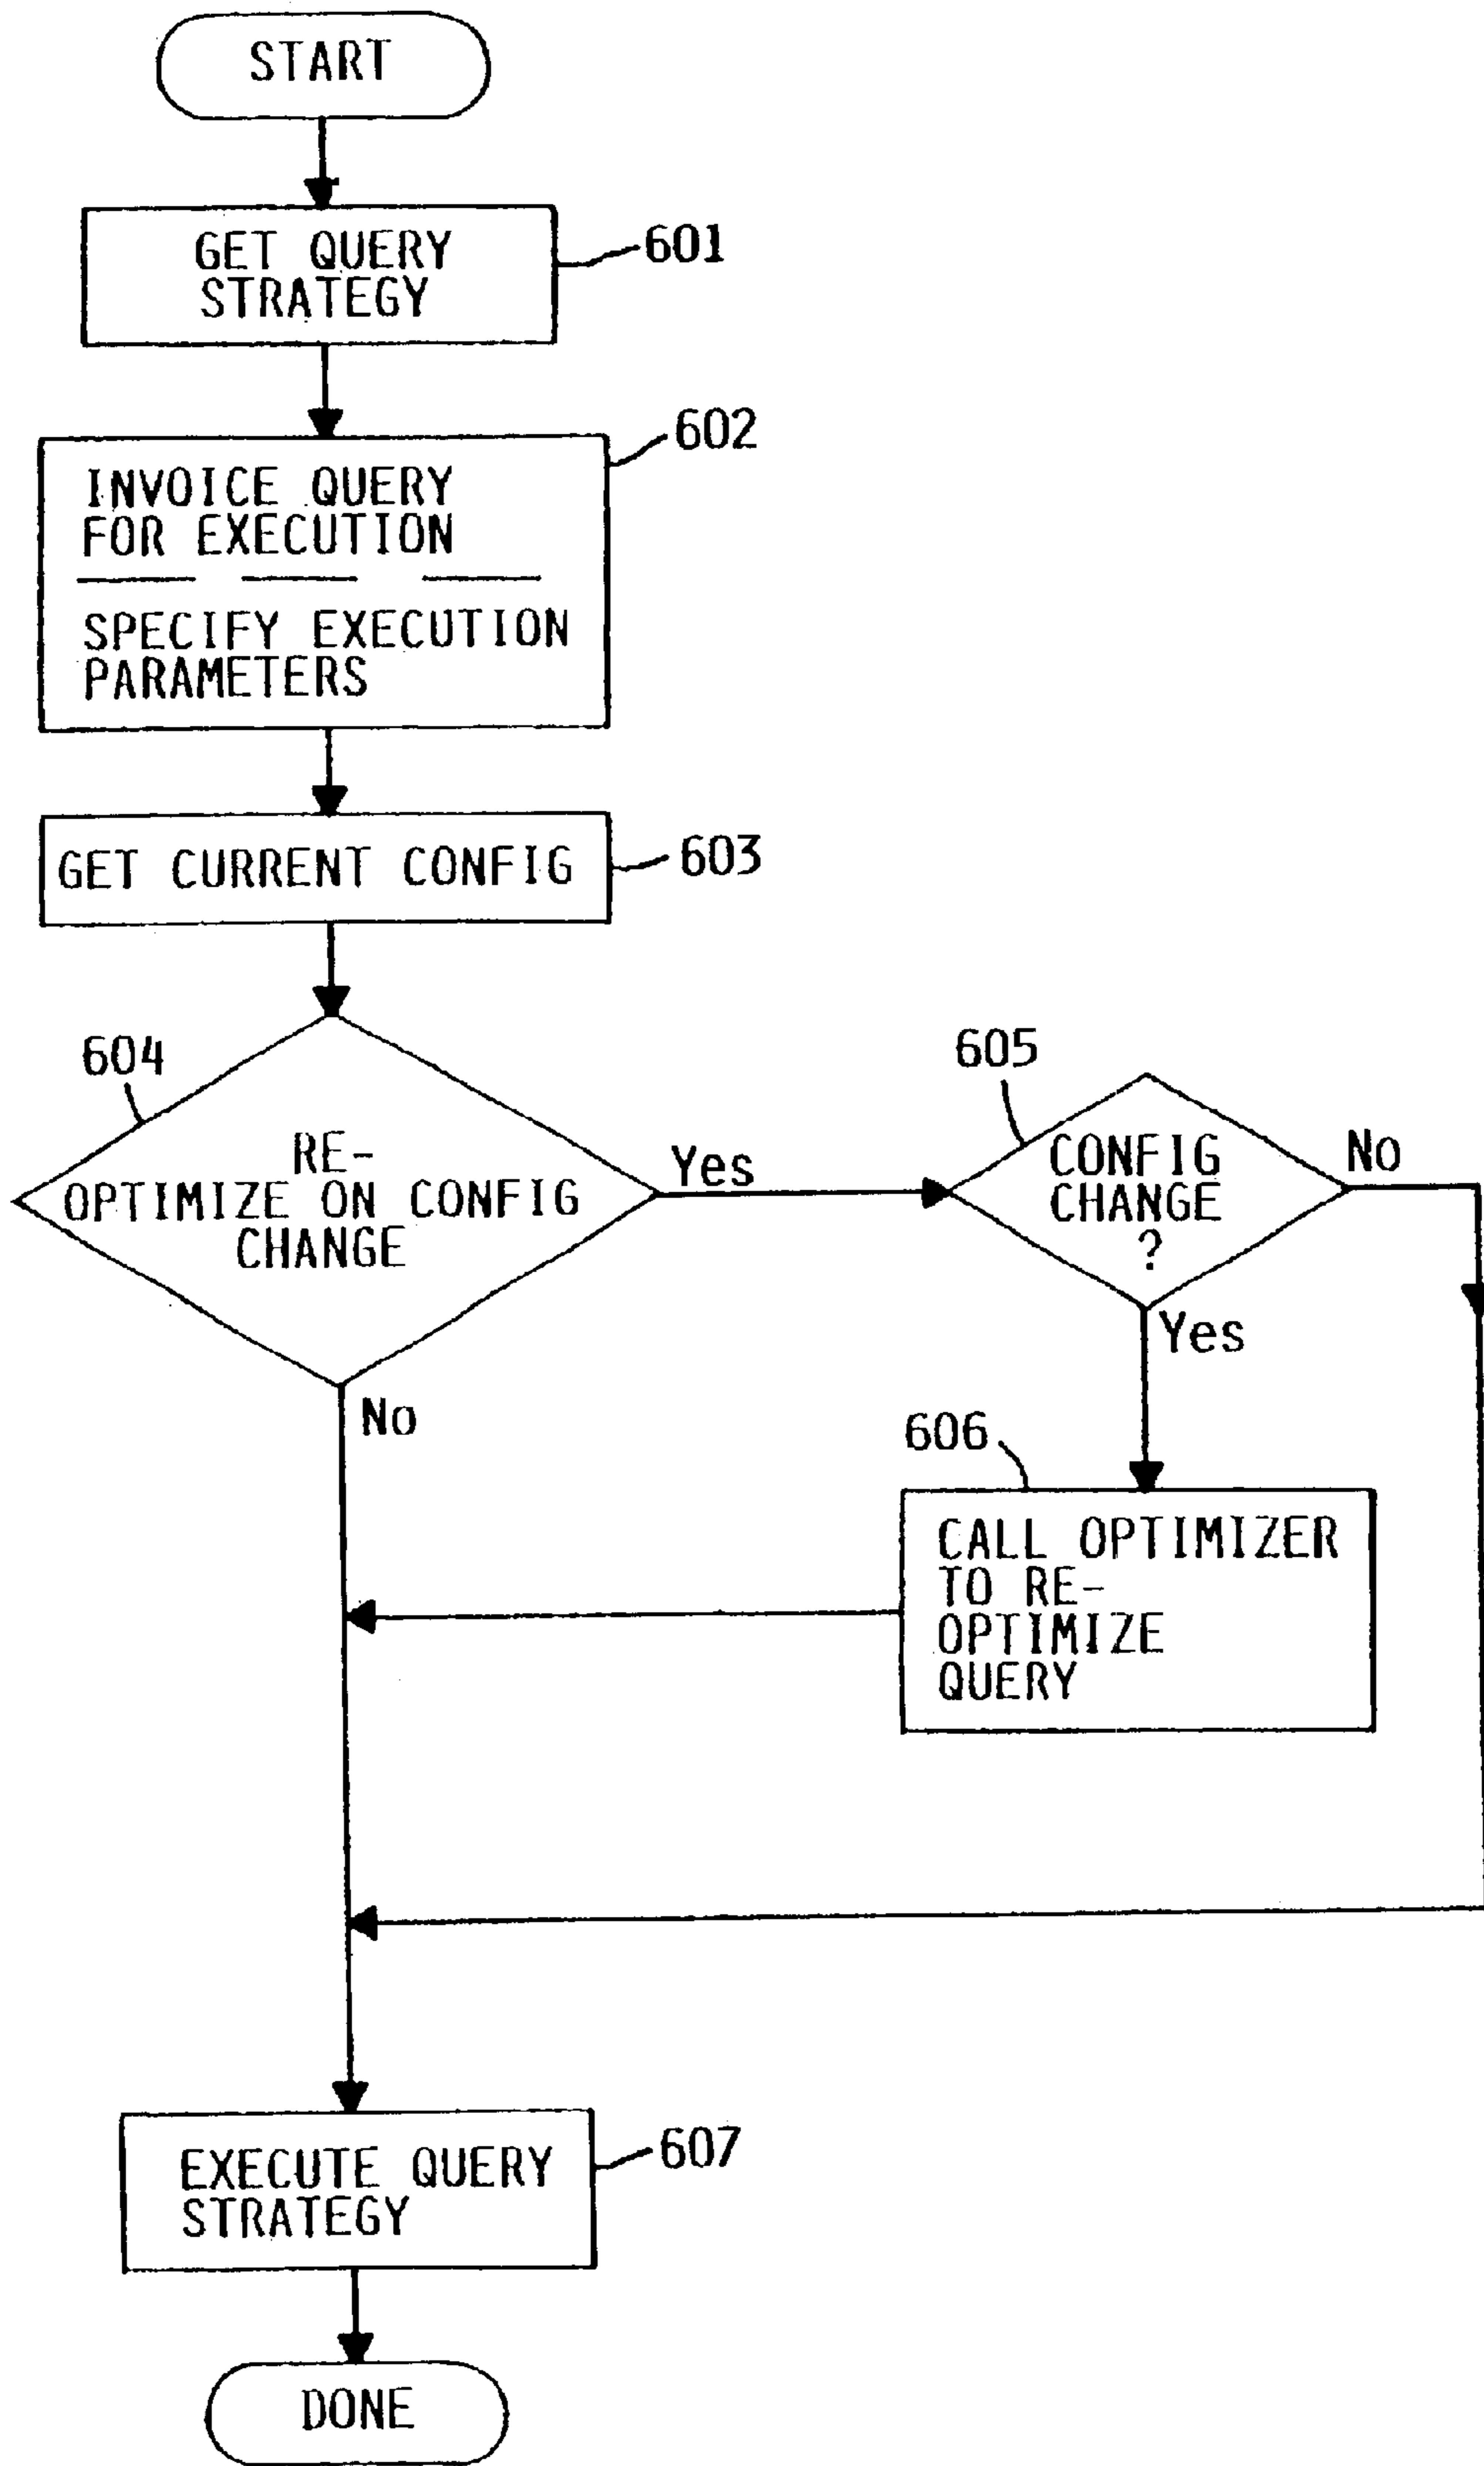 START
GET QUERY
STRATEGY
601
INVOICE QUERY
FOR EXECUTION
SPECIFY EXECUTION
PARAMETERS
602
GET CURRENT CONFIG
603
604
RE-
OPTIMIZE ON CONFIG
CHANGE
Yes
No
605
CONFIG
CHANGE
?
No
Yes
606
CALL OPTIMIZER
TO RE-
OPTIMIZE
QUERY
EXECUTE QUERY
STRATEGY
607
DONE